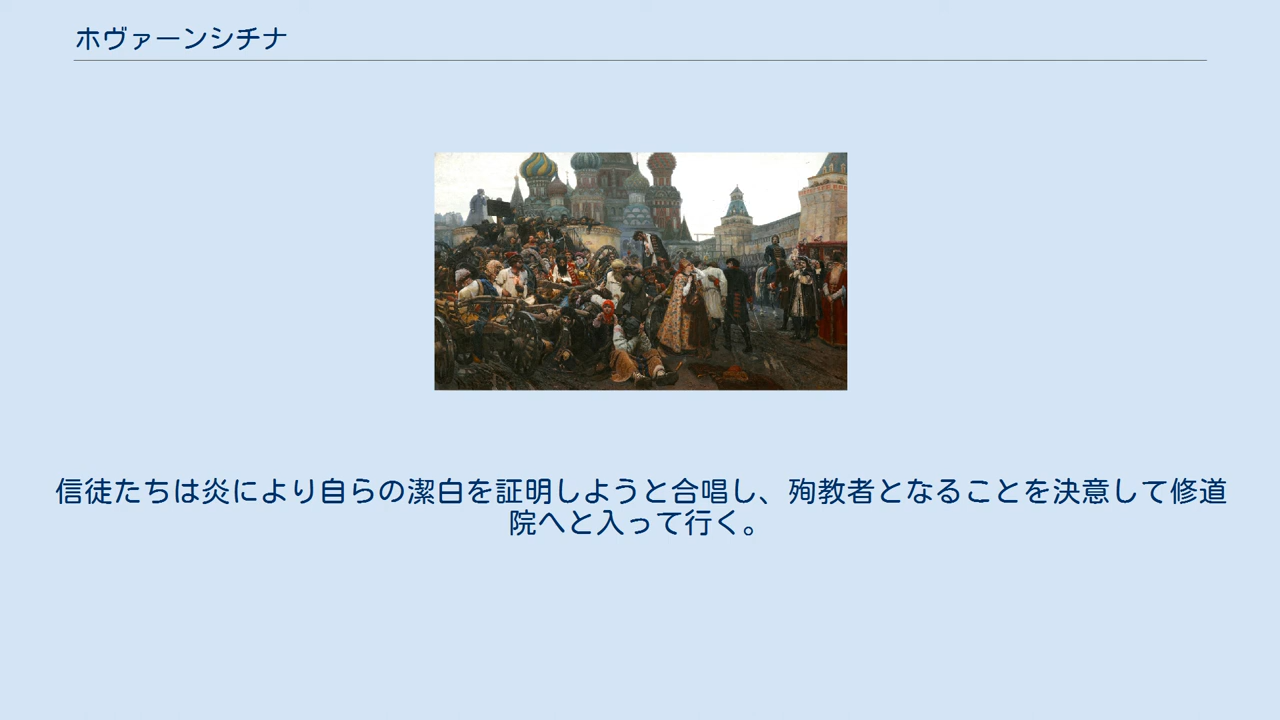 ホヴァーンシチナ
信徒たちは炎により自らの潔白を証明しようと合唱し、殉教者となることを決意して修道
院へと入って行く。